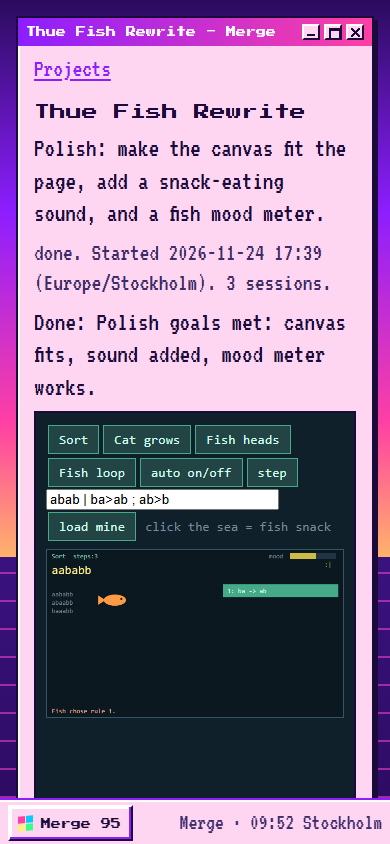 Thue Fish Rewrite - Merge
Projects
Thue Fish Rewrite
Polish: make the canvas fit the
page, add a snack-eating
sound, and a fish mood meter.
done. Started 2026-11-24 17:39
(Europe/Stockholm). 3 sessions.
Done: Polish goals met: canvas
fits, sound added, mood meter
works.
Sort Cat grows Fish heads
Fish loop auto on/off step
abab | ba>ab ; ab>b
load mine click the sea = fish snack
Sort steps:3 mood
:|
aababb
1: ba -> ab
aababb
abaabb
baaabb
Fish chose rule 1.
Merge 95 Merge · 09:52 Stockholm